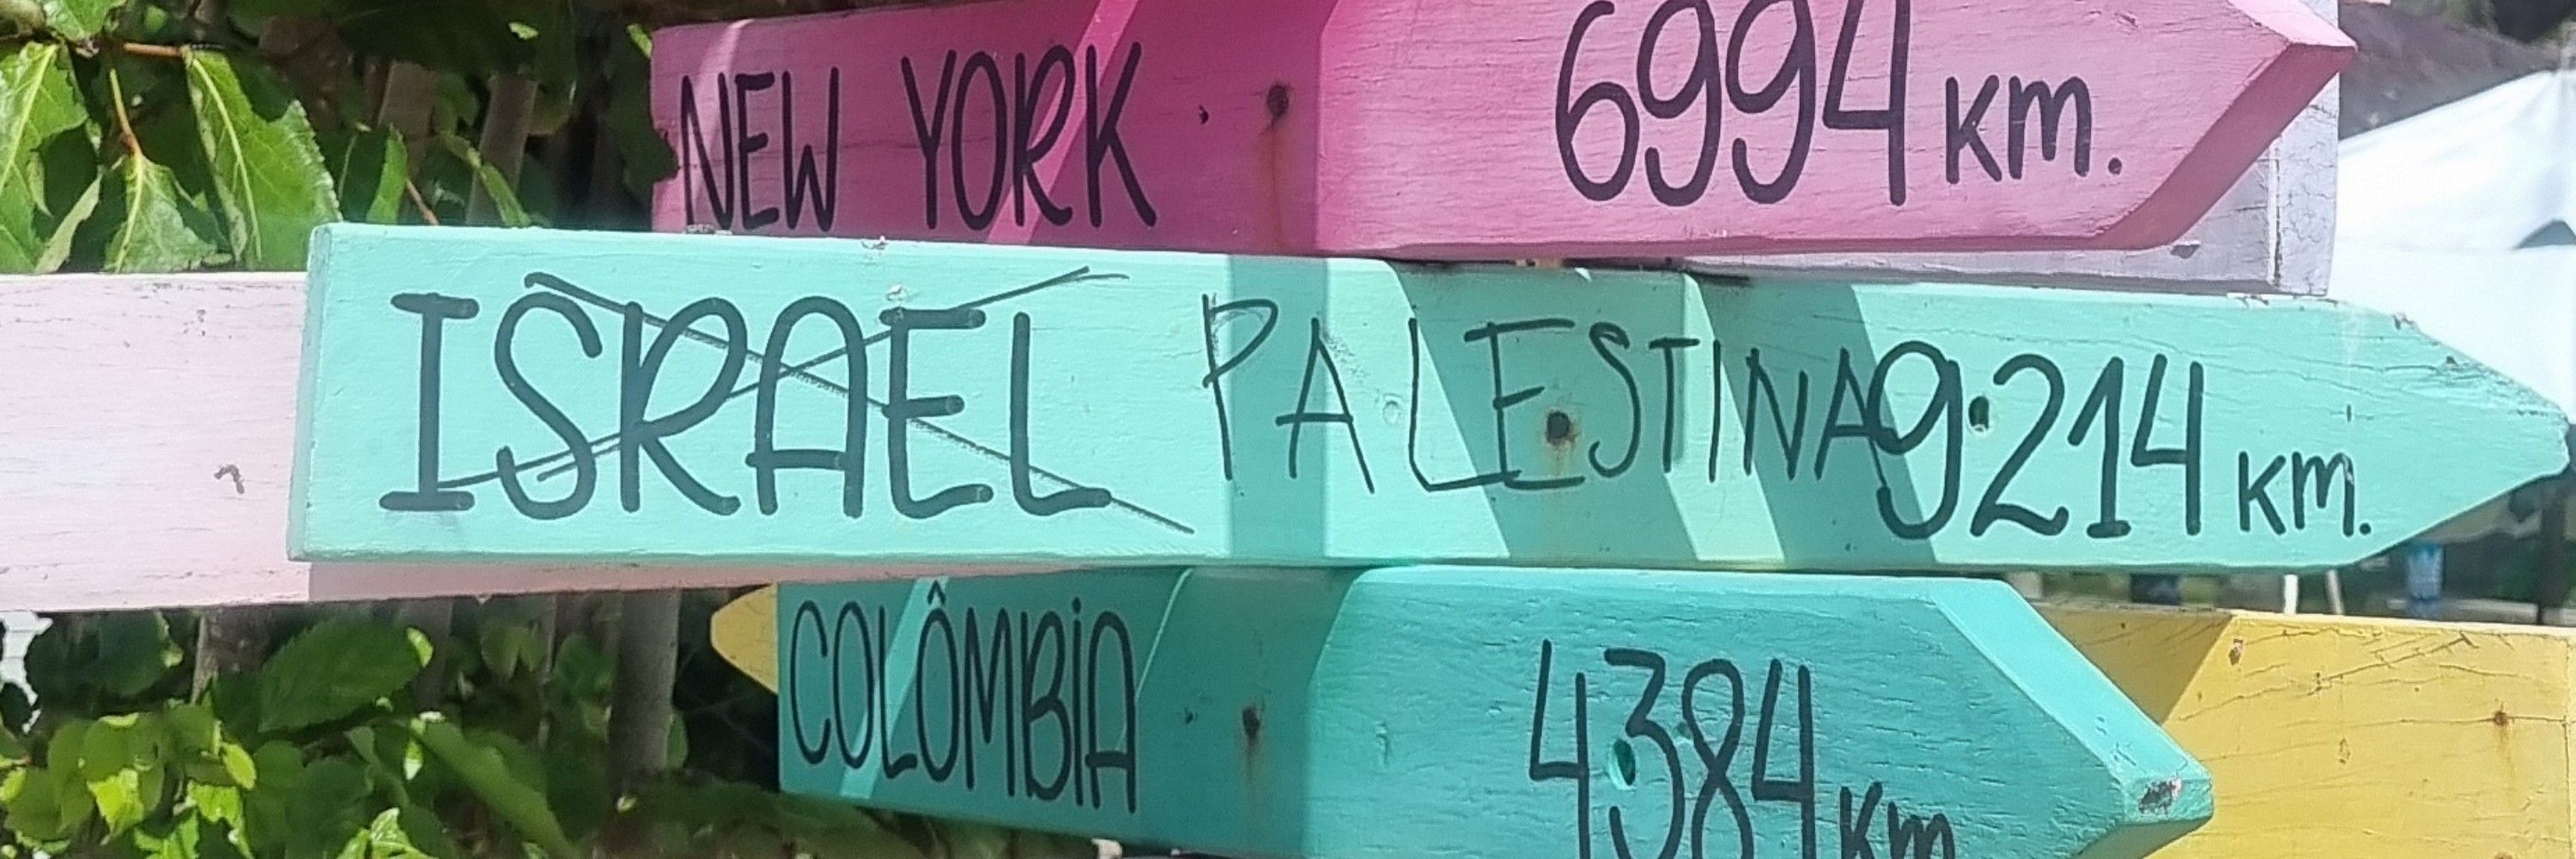 NEW YORK 6994 km.
ISRAEL PALESTINA 9.214 km.
COLÔMBIA 4384 km